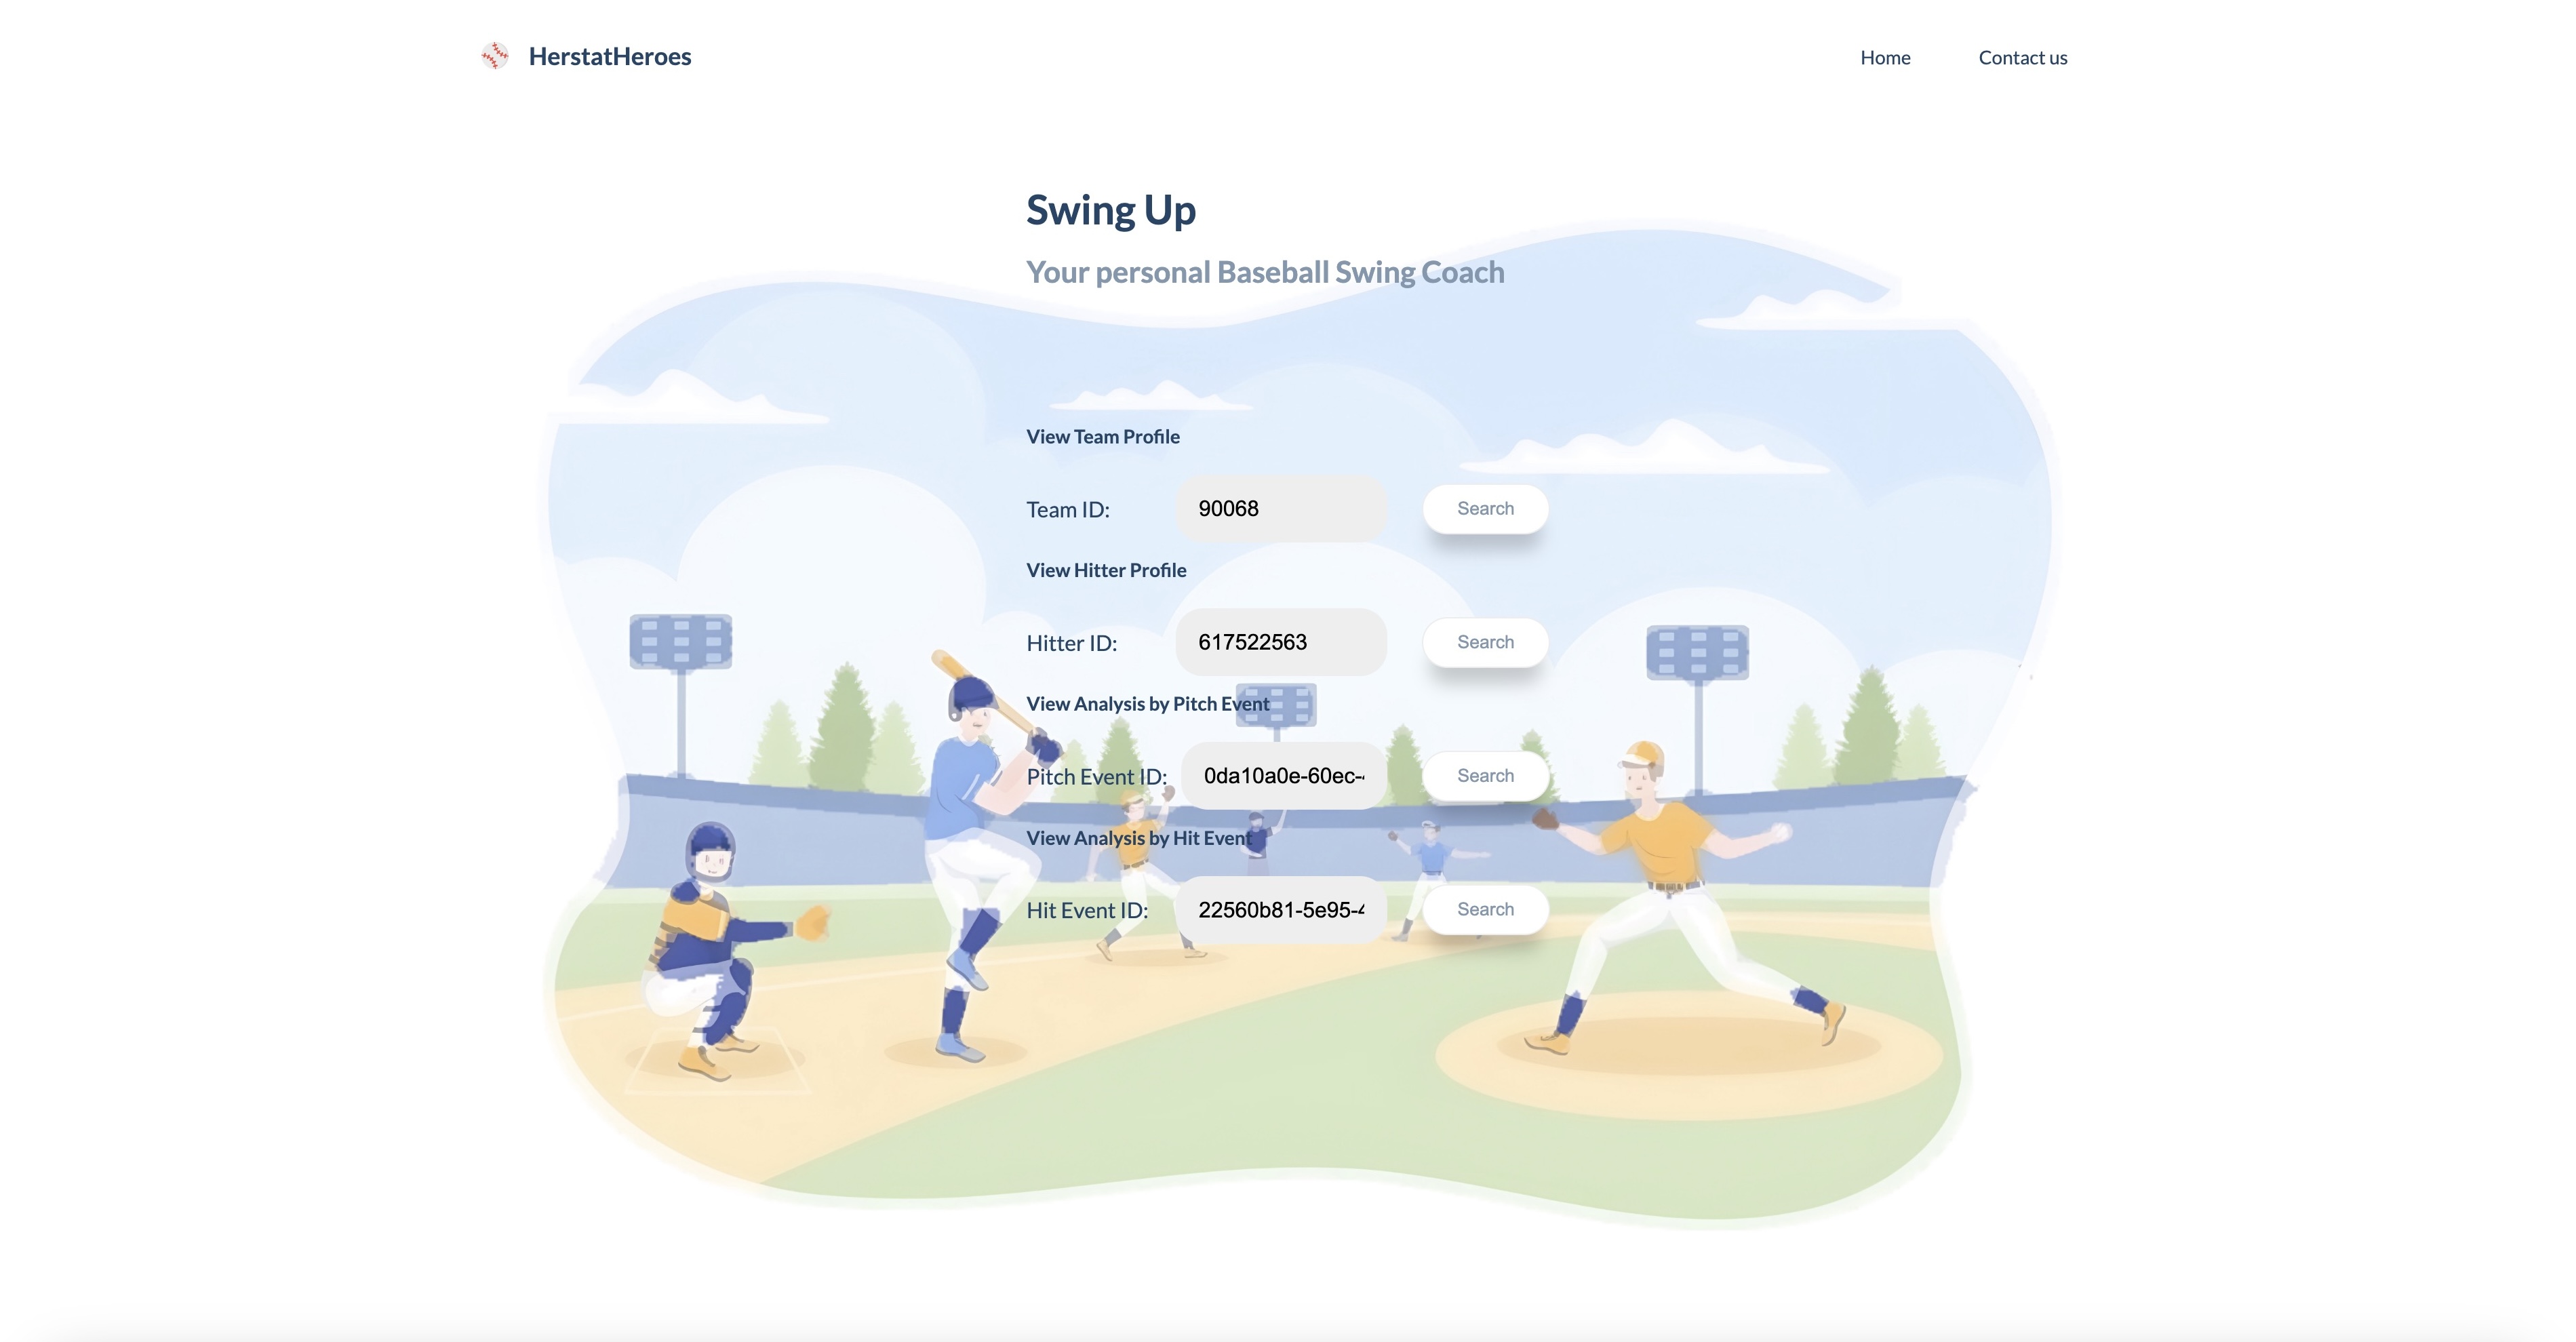 HerstatHeroes
Home
Contact us
Swing Up
Your personal Baseball Swing Coach
View Team Profile
Team ID: 90068 Search
View Hitter Profile
Hitter ID: 617522563 Search
View Analysis by Pitch Event
Pitch Event ID: 0da10a0e-60ec- Search
View Analysis by Hit Event
Hit Event ID: 22560b81-5e95- Search